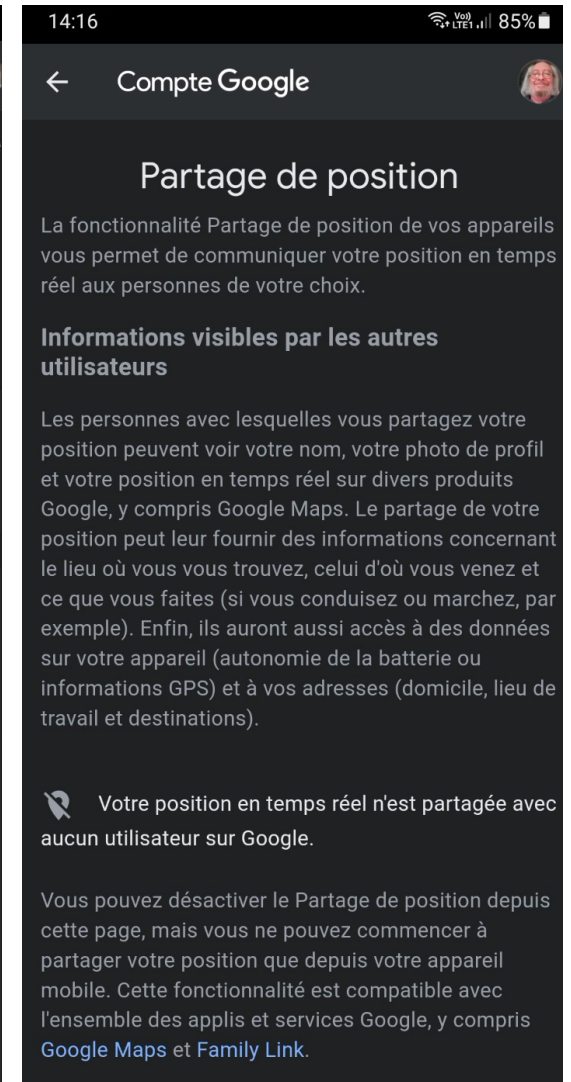 14:16
Vo)) LTE1 85%
Compte Google
Partage de position
La fonctionnalité Partage de position de vos appareils
vous permet de communiquer votre position en temps
réel aux personnes de votre choix.
Informations visibles par les autres
utilisateurs
Les personnes avec lesquelles vous partagez votre
position peuvent voir votre nom, votre photo de profil
et votre position en temps réel sur divers produits
Google, y compris Google Maps. Le partage de votre
position peut leur fournir des informations concernant
le lieu où vous vous trouvez, celui d'où vous venez et
ce que vous faites (si vous conduisez ou marchez, par
exemple). Enfin, ils auront aussi accès à des données
sur votre appareil (autonomie de la batterie ou
informations GPS) et à vos adresses (domicile, lieu de
travail et destinations).
Votre position en temps réel n'est partagée avec
aucun utilisateur sur Google.
Vous pouvez désactiver le Partage de position depuis
cette page, mais vous ne pouvez commencer à
partager votre position que depuis votre appareil
mobile. Cette fonctionnalité est compatible avec
l'ensemble des applis et services Google, y compris
Google Maps et Family Link.